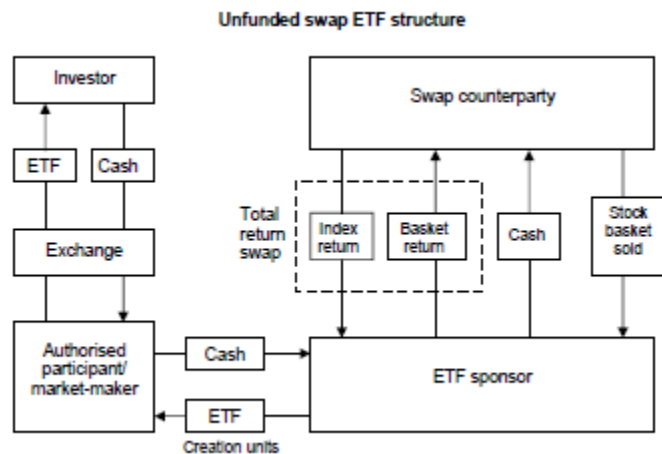 Unfunded swap ETF structure
Investor
Swap counterparty
ETF
Cash
Total
return
swap
Index
return
Basket
return
Cash
Stock
basket
sold
Exchange
Authorised
participant/
market-maker
Cash
ETF sponsor
ETF
Creation units